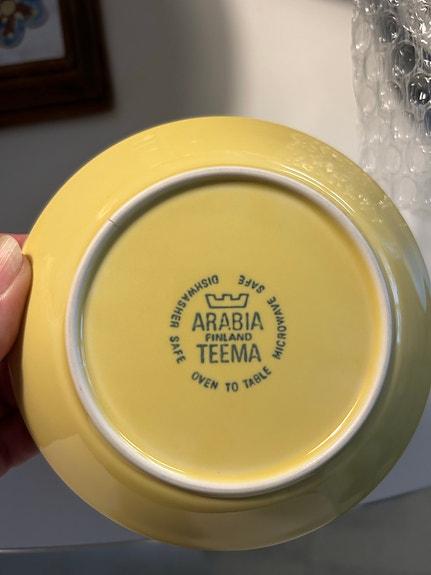 ARABIA
FINLAND
TEEMA
DISHWASHER SAFE OVEN TO TABLE MICROWAVE SAFE